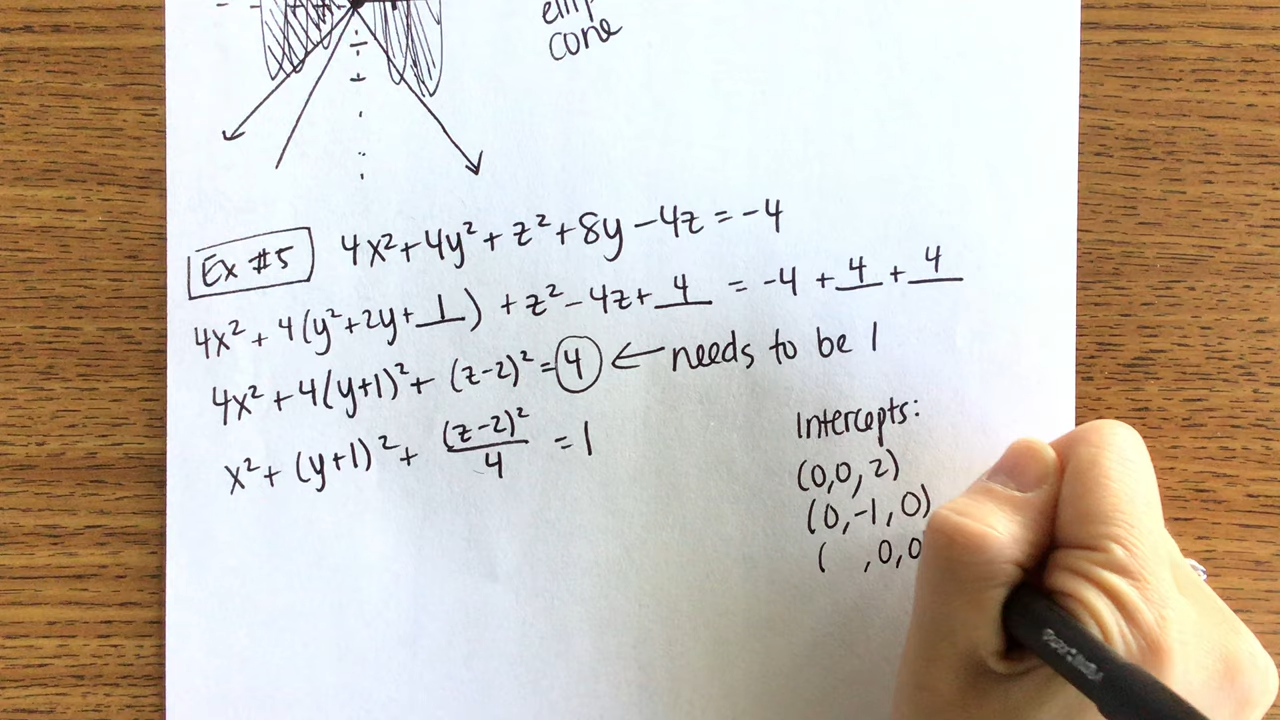 ellip
cone
Ex #5 4x² + 4y² + z² + 8y - 4z = -4
4x² + 4(y² + 2y + 1) + z² - 4z + 4 = -4 + 4 + 4
4x² + 4(y+1)² + (z-2)² = 4 ← needs to be 1
x² + (y+1)² + (z-2)²/4 = 1
Intercepts:
(0,0,2)
(0,-1,0)
( ,0,0